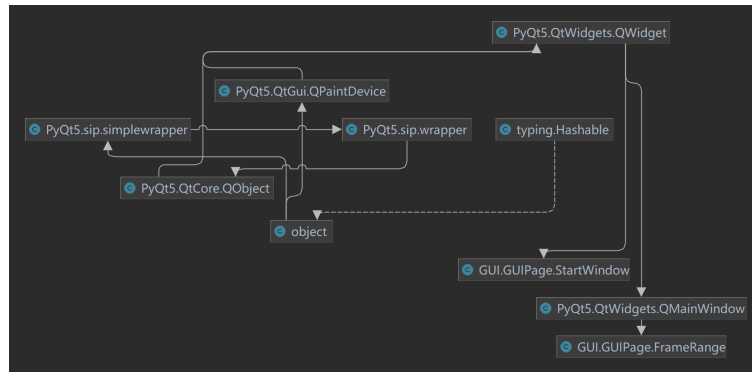 PyQt5.QtWidgets.QWidget
PyQt5.QtGui.QPaintDevice
PyQt5.sip.simplewrapper
PyQt5.sip.wrapper
typing.Hashable
PyQt5.QtCore.QObject
object
GUI.GUIPage.StartWindow
PyQt5.QtWidgets.QMainWindow
GUI.GUIPage.FrameRange